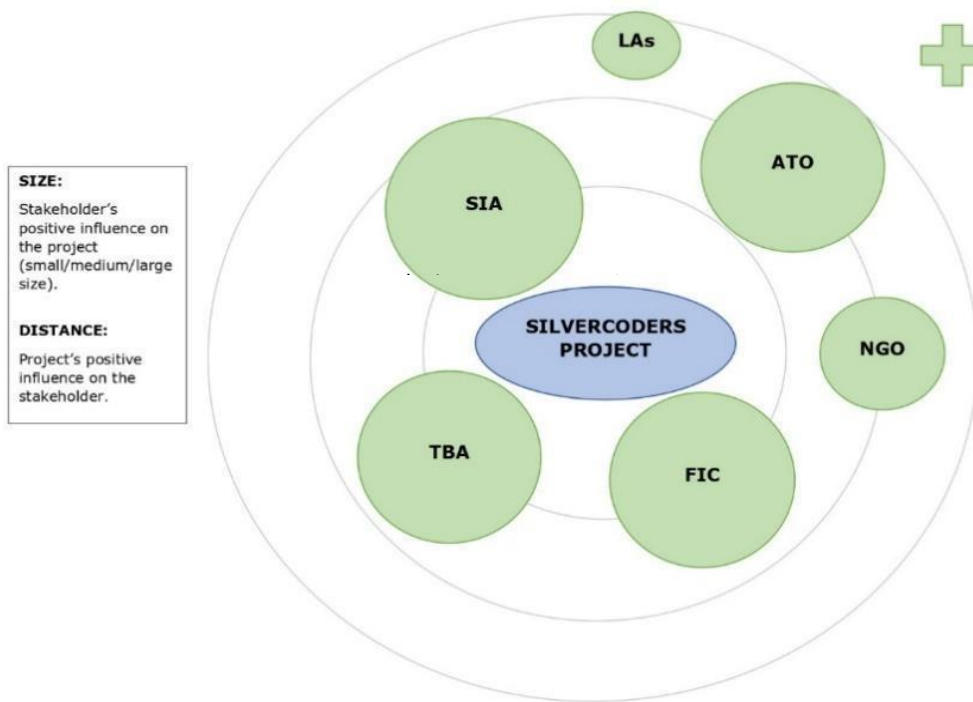 LAs
ATO
SIA
SIZE:
Stakeholder's
positive influence on
the project
(small/medium/large
size).
DISTANCE:
Project's positive
influence on the
stakeholder.
SILVERCODERS
PROJECT
NGO
TBA
FIC